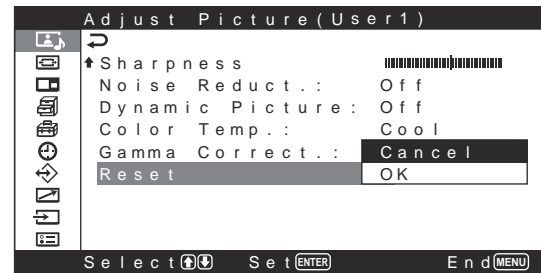 Adjust Picture(User1)
Sharpness
Noise Reduct.: Off
Dynamic Picture: Off
Color Temp.: Cool
Gamma Correct.: Cancel
Reset OK
Select Set ENTER End MENU